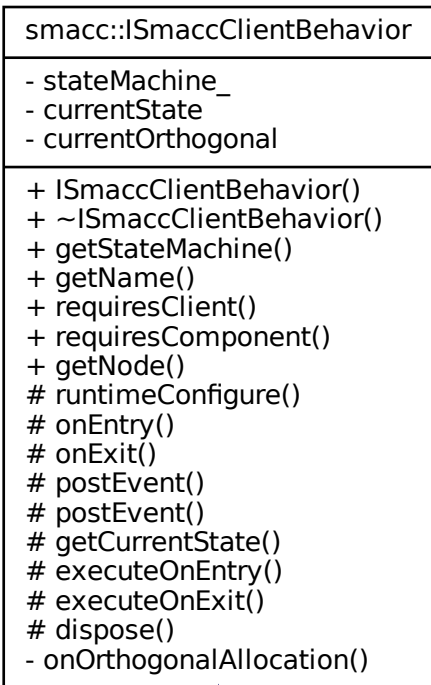 smacc::ISmaccClientBehavior
- stateMachine_
- currentState
- currentOrthogonal
+ ISmaccClientBehavior()
+ ~ISmaccClientBehavior()
+ getStateMachine()
+ getName()
+ requiresClient()
+ requiresComponent()
+ getNode()
# runtimeConfigure()
# onEntry()
# onExit()
# postEvent()
# postEvent()
# getCurrentState()
# executeOnEntry()
# executeOnExit()
# dispose()
- onOrthogonalAllocation()